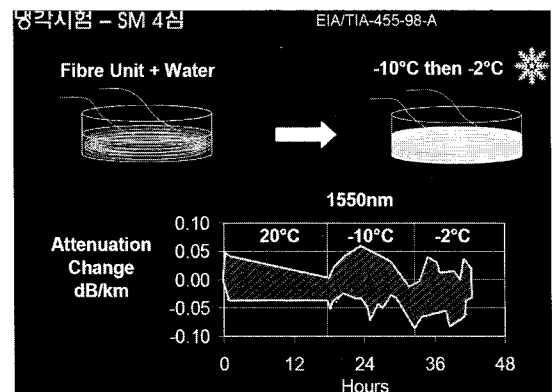 냉각시험 – SM 4심
EIA/TIA-455-98-A
Fibre Unit + Water
-10°C then -2°C
1550nm
Attenuation
Change
dB/km
0.10
0.05
0.00
-0.05
-0.10
20°C
-10°C
-2°C
0
12
24
36
48
Hours